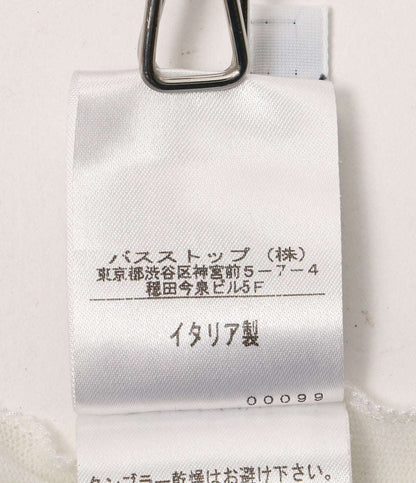 バスストップ (株)
東京都渋谷区神宮前5-7-4
穏田今泉ビル5F
イタリア製
00099
タンブラー乾燥はお避け下さい。